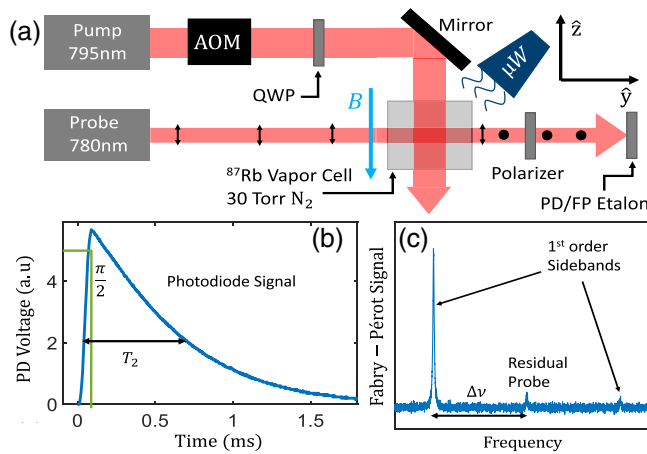 (a)
Pump
795nm
AOM
QWP
Mirror
μW
ẑ
ŷ
Probe
780nm
B
⁸⁷Rb Vapor Cell
30 Torr N₂
Polarizer
PD/FP Etalon
(b)
Photodiode Signal
π/2
T₂
PD Voltage (a.u)
0
2
4
0
0.5
1
1.5
Time (ms)
(c)
1ˢᵗ order
Sidebands
Residual
Probe
Δν
Fabry − Pérot Signal
Frequency